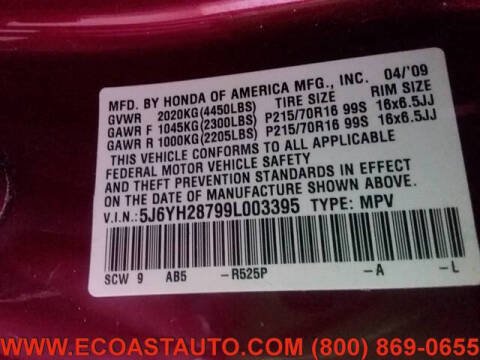 MFD. BY HONDA OF AMERICA MFG., INC. 04/'09
GVWR 2020KG(4450LBS) TIRE SIZE RIM SIZE
GAWR F 1045KG(2300LBS) P215/70R16 99S 16x6.5JJ
GAWR R 1000KG(2205LBS) P215/70R16 99S 16x6.5JJ
THIS VEHICLE CONFORMS TO ALL APPLICABLE
FEDERAL MOTOR VEHICLE SAFETY
AND THEFT PREVENTION STANDARDS IN EFFECT
ON THE DATE OF MANUFACTURE SHOWN ABOVE.
V.I.N.: 5J6YH28799L003395 TYPE: MPV
SCW 9 AB5 -R525P -A -L
WWW.ECOASTAUTO.COM (800) 869-0655